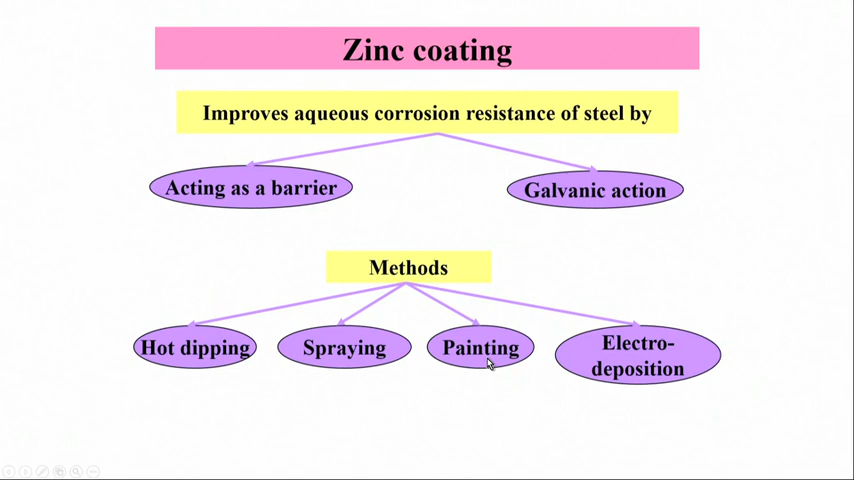 Zinc coating
Improves aqueous corrosion resistance of steel by
Acting as a barrier
Galvanic action
Methods
Hot dipping
Spraying
Painting
Electro-
deposition